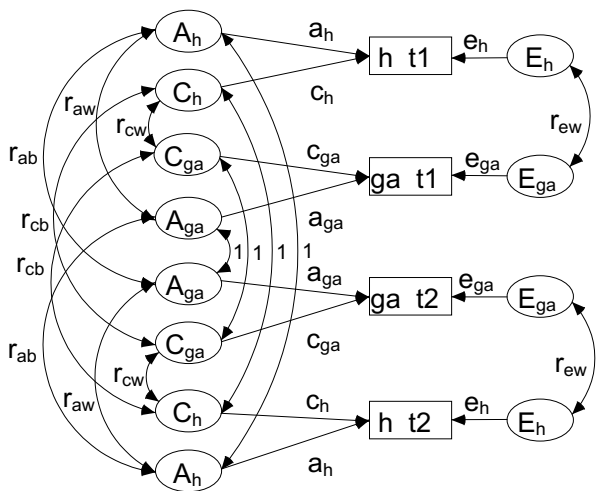 A_h a_h h t1 e_h E_h
C_h c_h
r_aw r_cw r_ew
r_ab C_ga c_ga ga t1 e_ga E_ga
r_cb A_ga a_ga
1 1 1 1
r_cb A_ga a_ga ga t2 e_ga E_ga
r_ab C_ga c_ga
r_cw r_ew
r_aw C_h c_h h t2 e_h E_h
A_h a_h